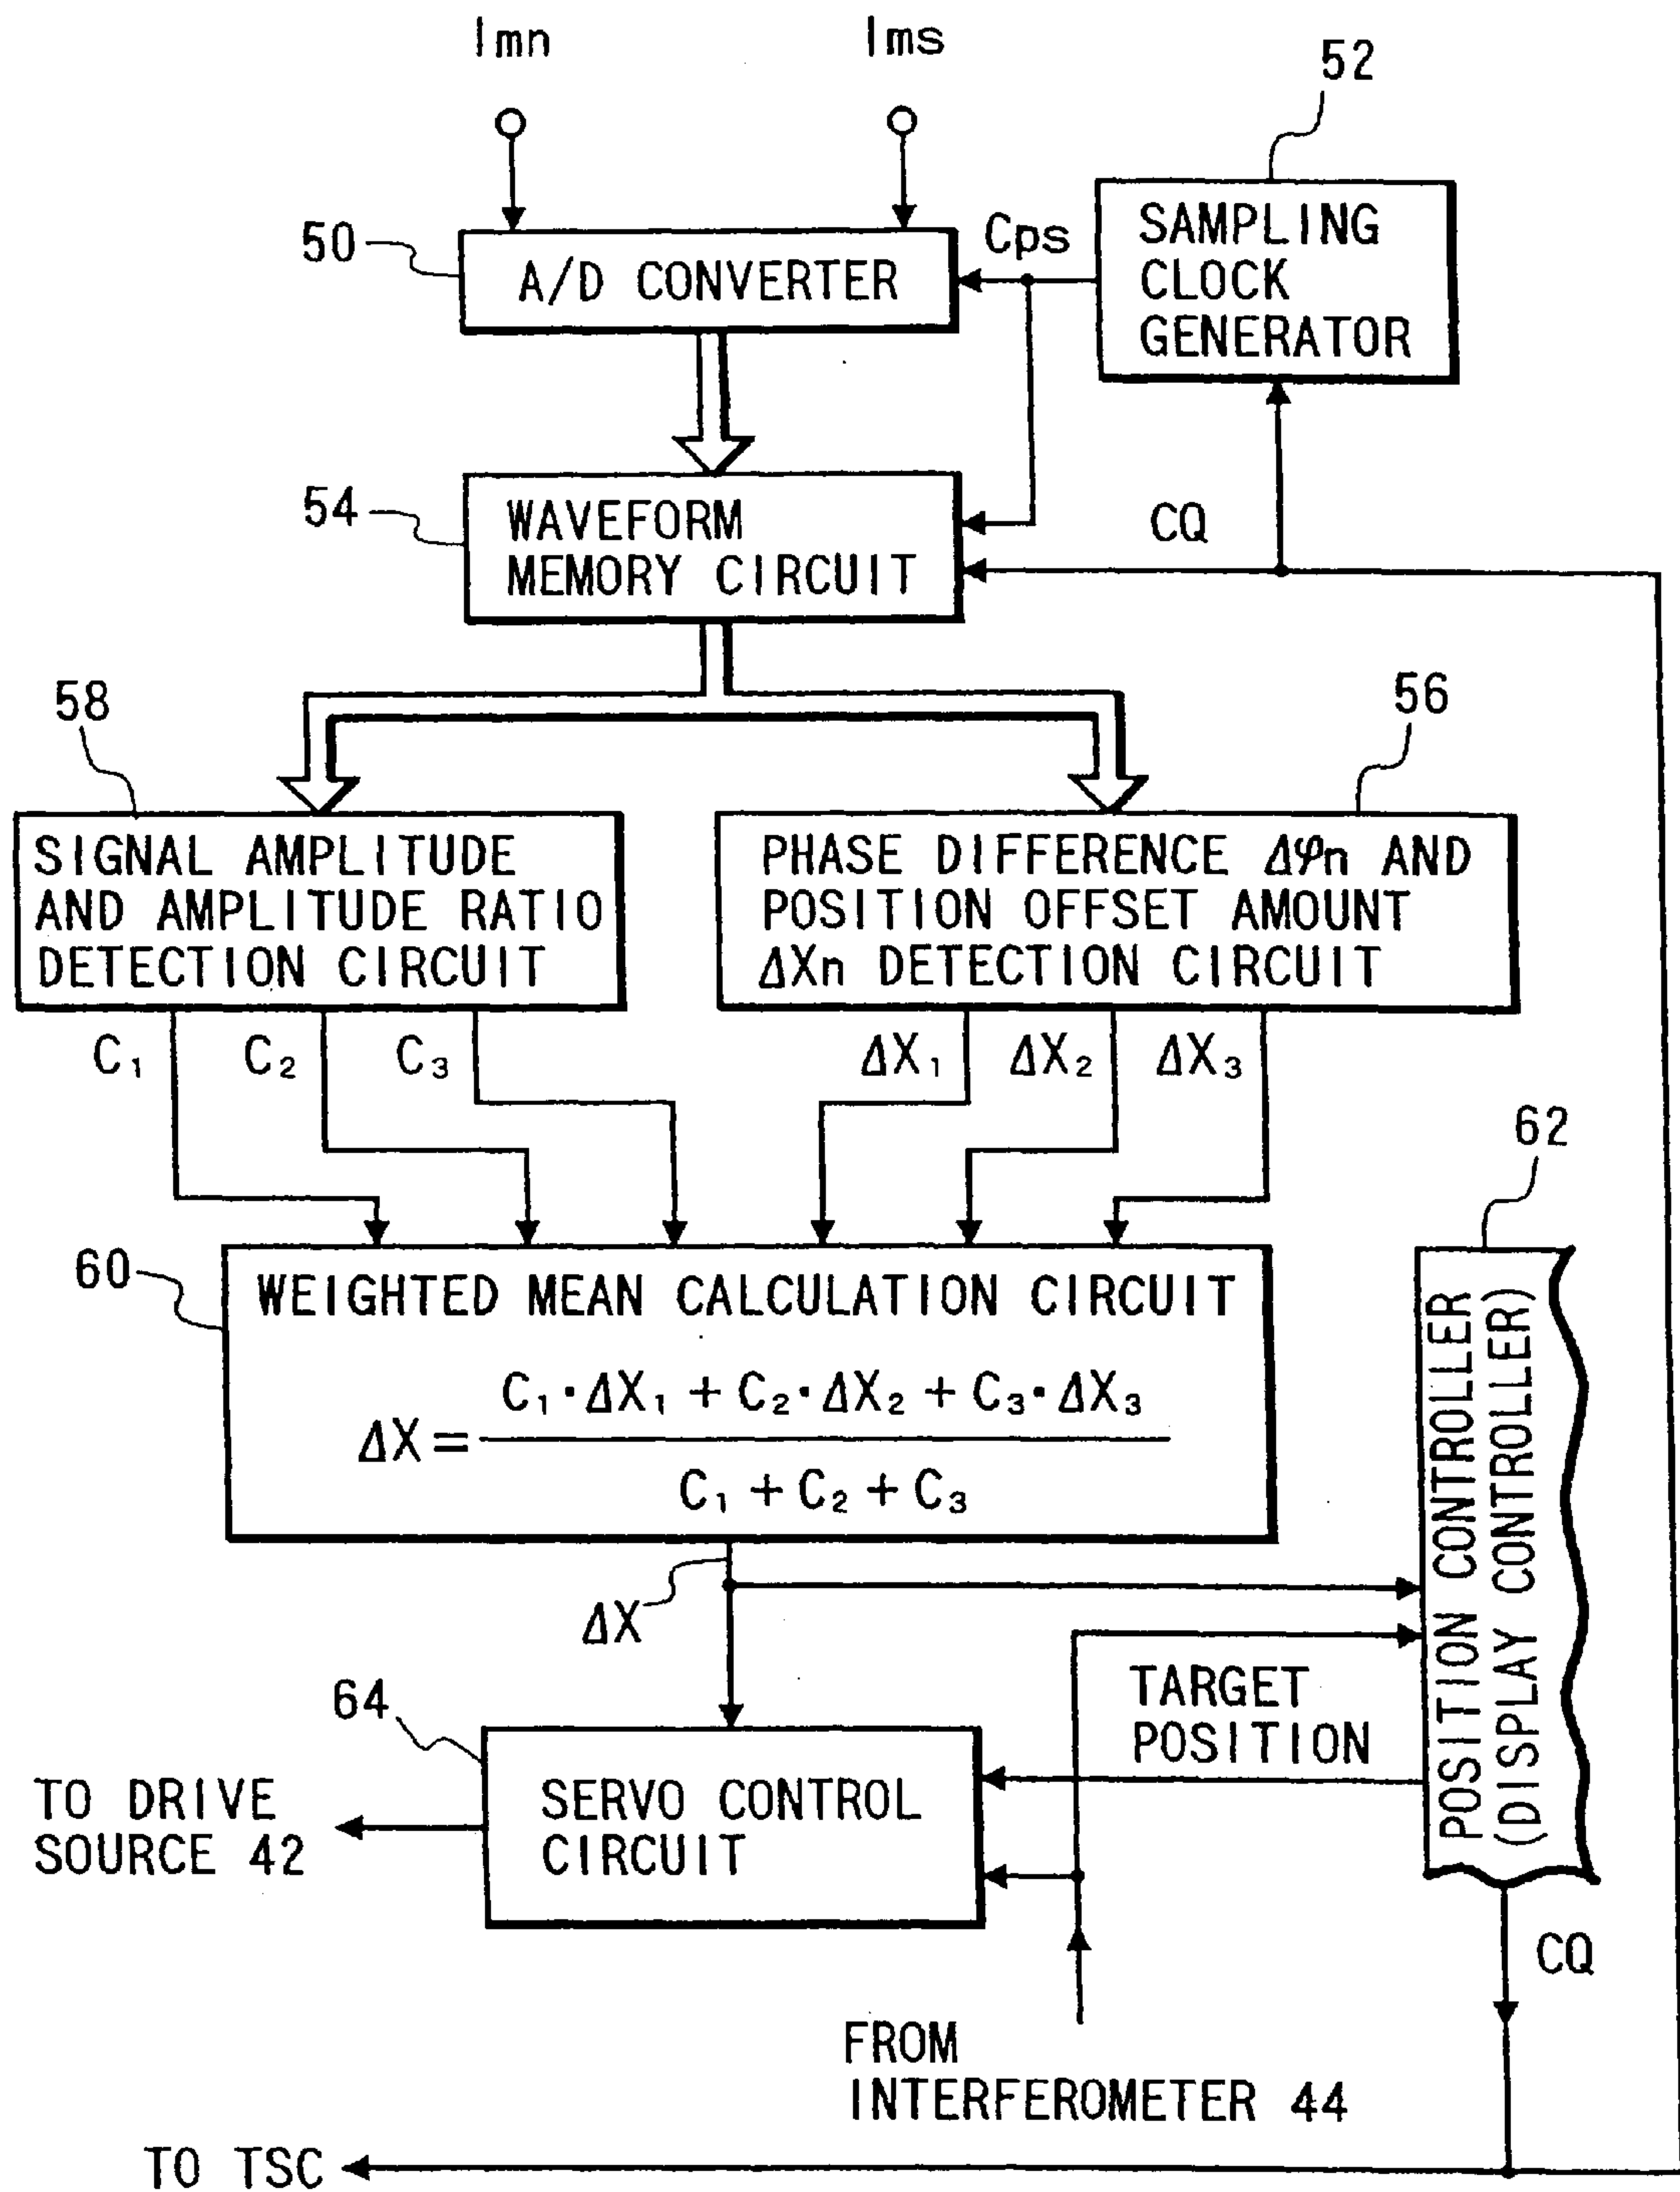 Imn
Ims
52
50
A/D CONVERTER
Cps
SAMPLING
CLOCK
GENERATOR
54
WAVEFORM
MEMORY CIRCUIT
CQ
58
56
SIGNAL AMPLITUDE
AND AMPLITUDE RATIO
DETECTION CIRCUIT
PHASE DIFFERENCE Δφn AND
POSITION OFFSET AMOUNT
ΔXn DETECTION CIRCUIT
C₁
C₂
C₃
ΔX₁
ΔX₂
ΔX₃
62
60
WEIGHTED MEAN CALCULATION CIRCUIT
C₁·ΔX₁ + C₂·ΔX₂ + C₃·ΔX₃
ΔX =
C₁ + C₂ + C₃
POSITION CONTROLLER
(DISPLAY CONTROLLER)
ΔX
64
TARGET
POSITION
SERVO CONTROL
CIRCUIT
TO DRIVE
SOURCE 42
CQ
FROM
INTERFEROMETER 44
TO TSC